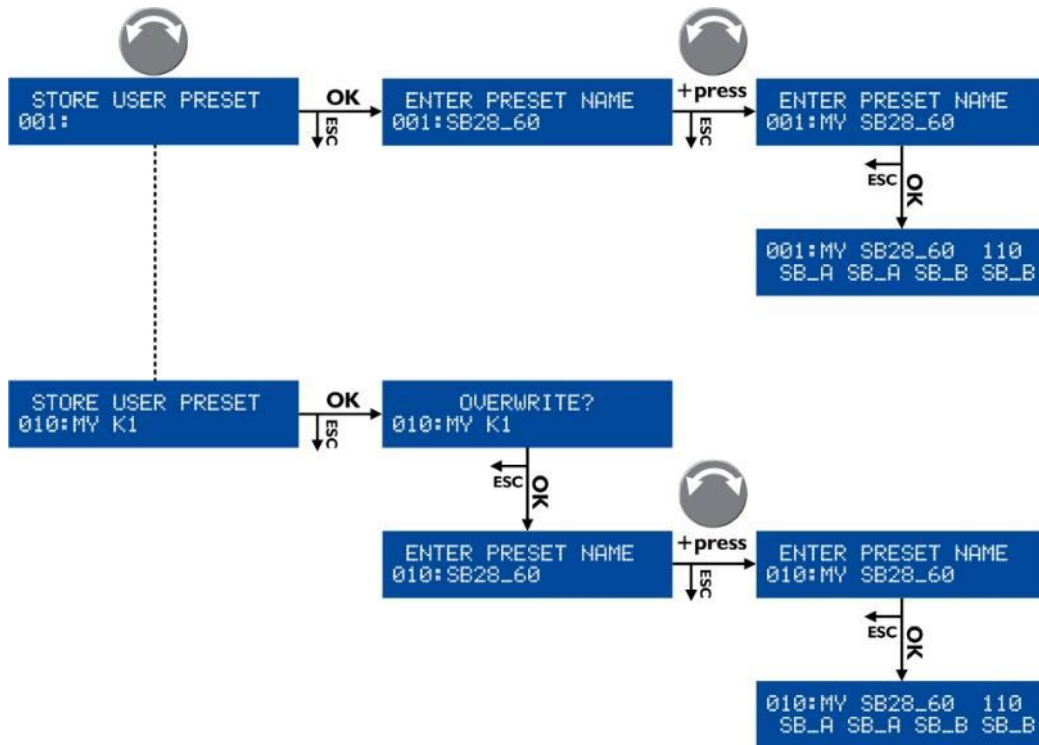 STORE USER PRESET
001:
OK
ESC
ENTER PRESET NAME
001:SB28_60
+press
ESC
ENTER PRESET NAME
001:MY SB28_60
ESC
OK
001:MY SB28_60 110
SB_A SB_A SB_B SB_B
STORE USER PRESET
010:MY K1
OK
ESC
OVERWRITE?
010:MY K1
ESC
OK
ENTER PRESET NAME
010:SB28_60
+press
ESC
ENTER PRESET NAME
010:MY SB28_60
ESC
OK
010:MY SB28_60 110
SB_A SB_A SB_B SB_B